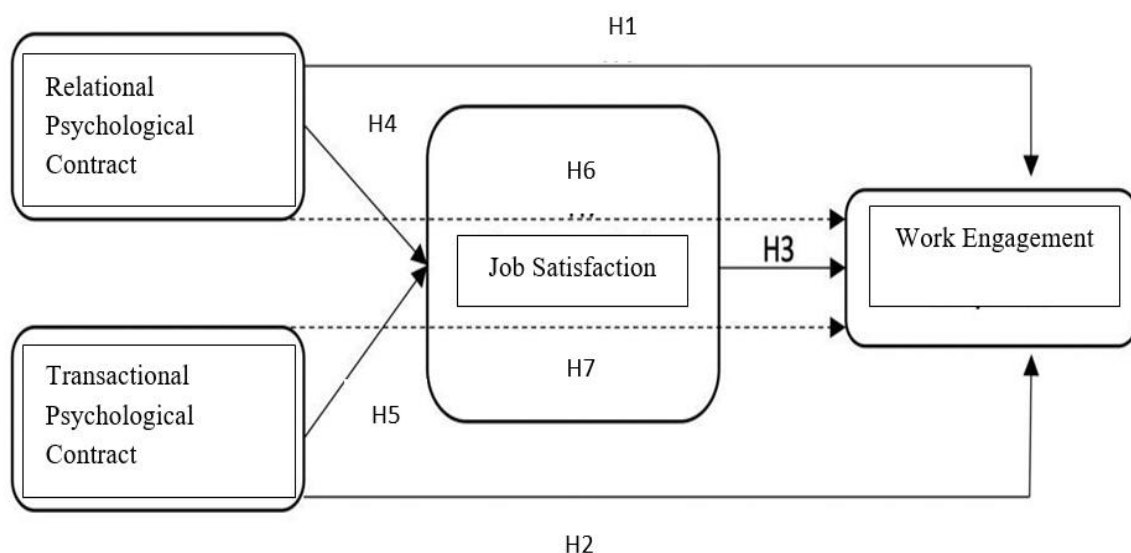 H1
...
Relational
Psychological
Contract
H4
H6
...
Work Engagement
H3
Job Satisfaction
Transactional
Psychological
Contract
H7
H5
H2